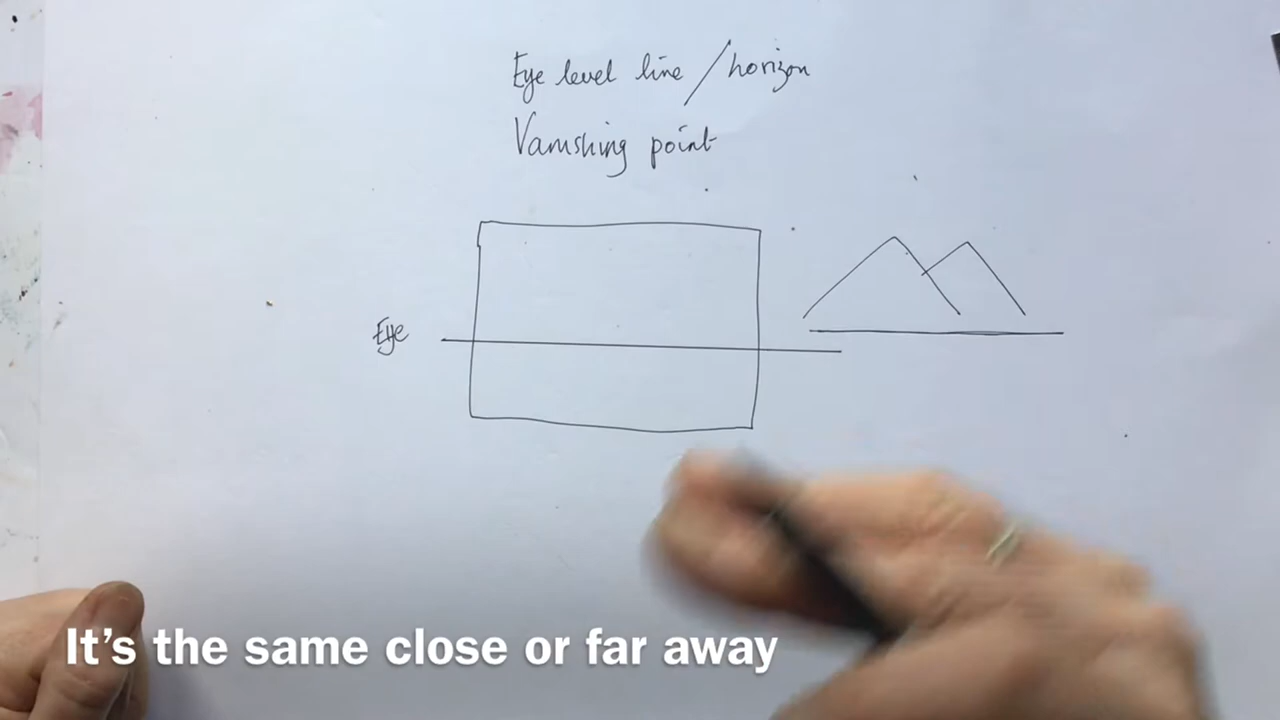 Eye level line / horizon
Vanishing point
Eye
It's the same close or far away